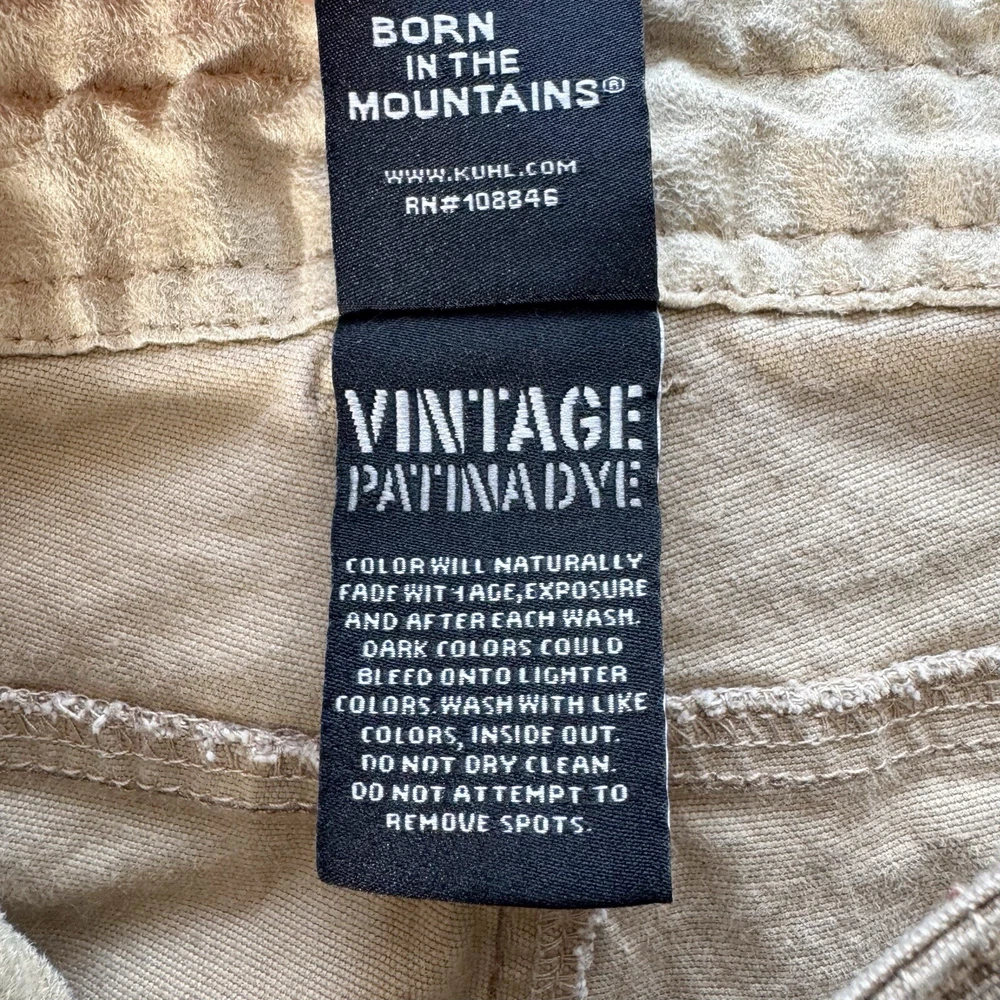 BORN
IN THE
MOUNTAINS®
WWW.KUHL.COM
RN#108846
VINTAGE
PATINA DYE
COLOR WILL NATURALLY
FADE WITH AGE, EXPOSURE
AND AFTER EACH WASH.
DARK COLORS COULD
BLEED ONTO LIGHTER
COLORS. WASH WITH LIKE
COLORS, INSIDE OUT.
DO NOT DRY CLEAN.
DO NOT ATTEMPT TO
REMOVE SPOTS.